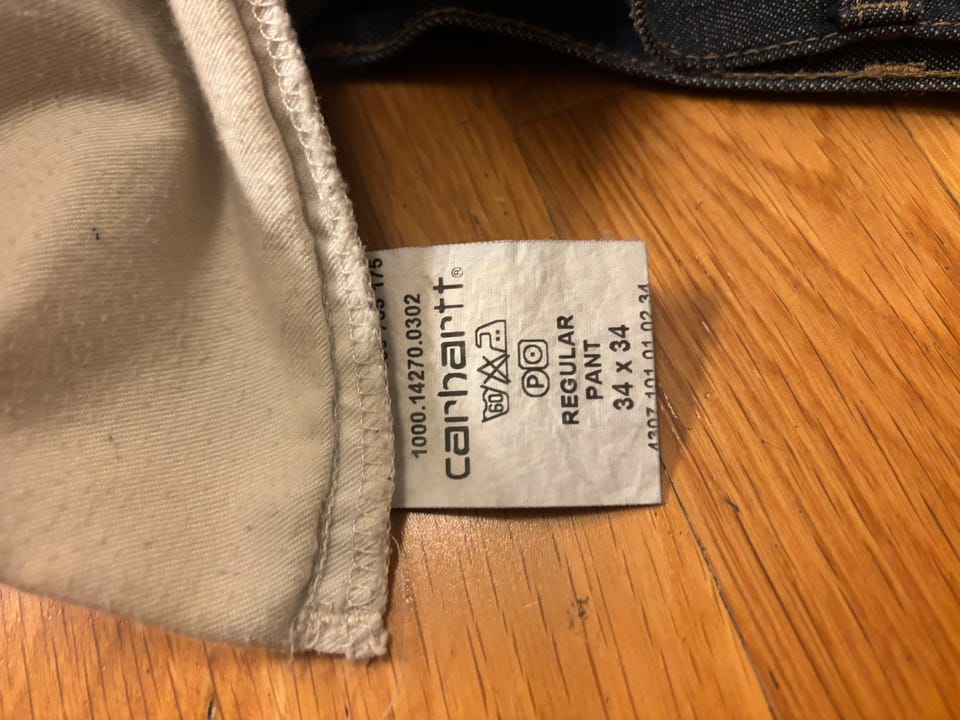 1000.14270.0302
carhartt®
60
P
REGULAR
PANT
34 x 34